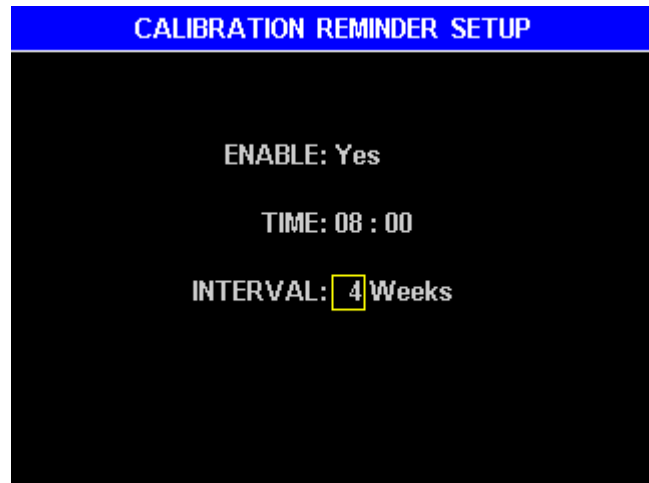 CALIBRATION REMINDER SETUP
ENABLE: Yes
TIME: 08 : 00
INTERVAL: 4 Weeks